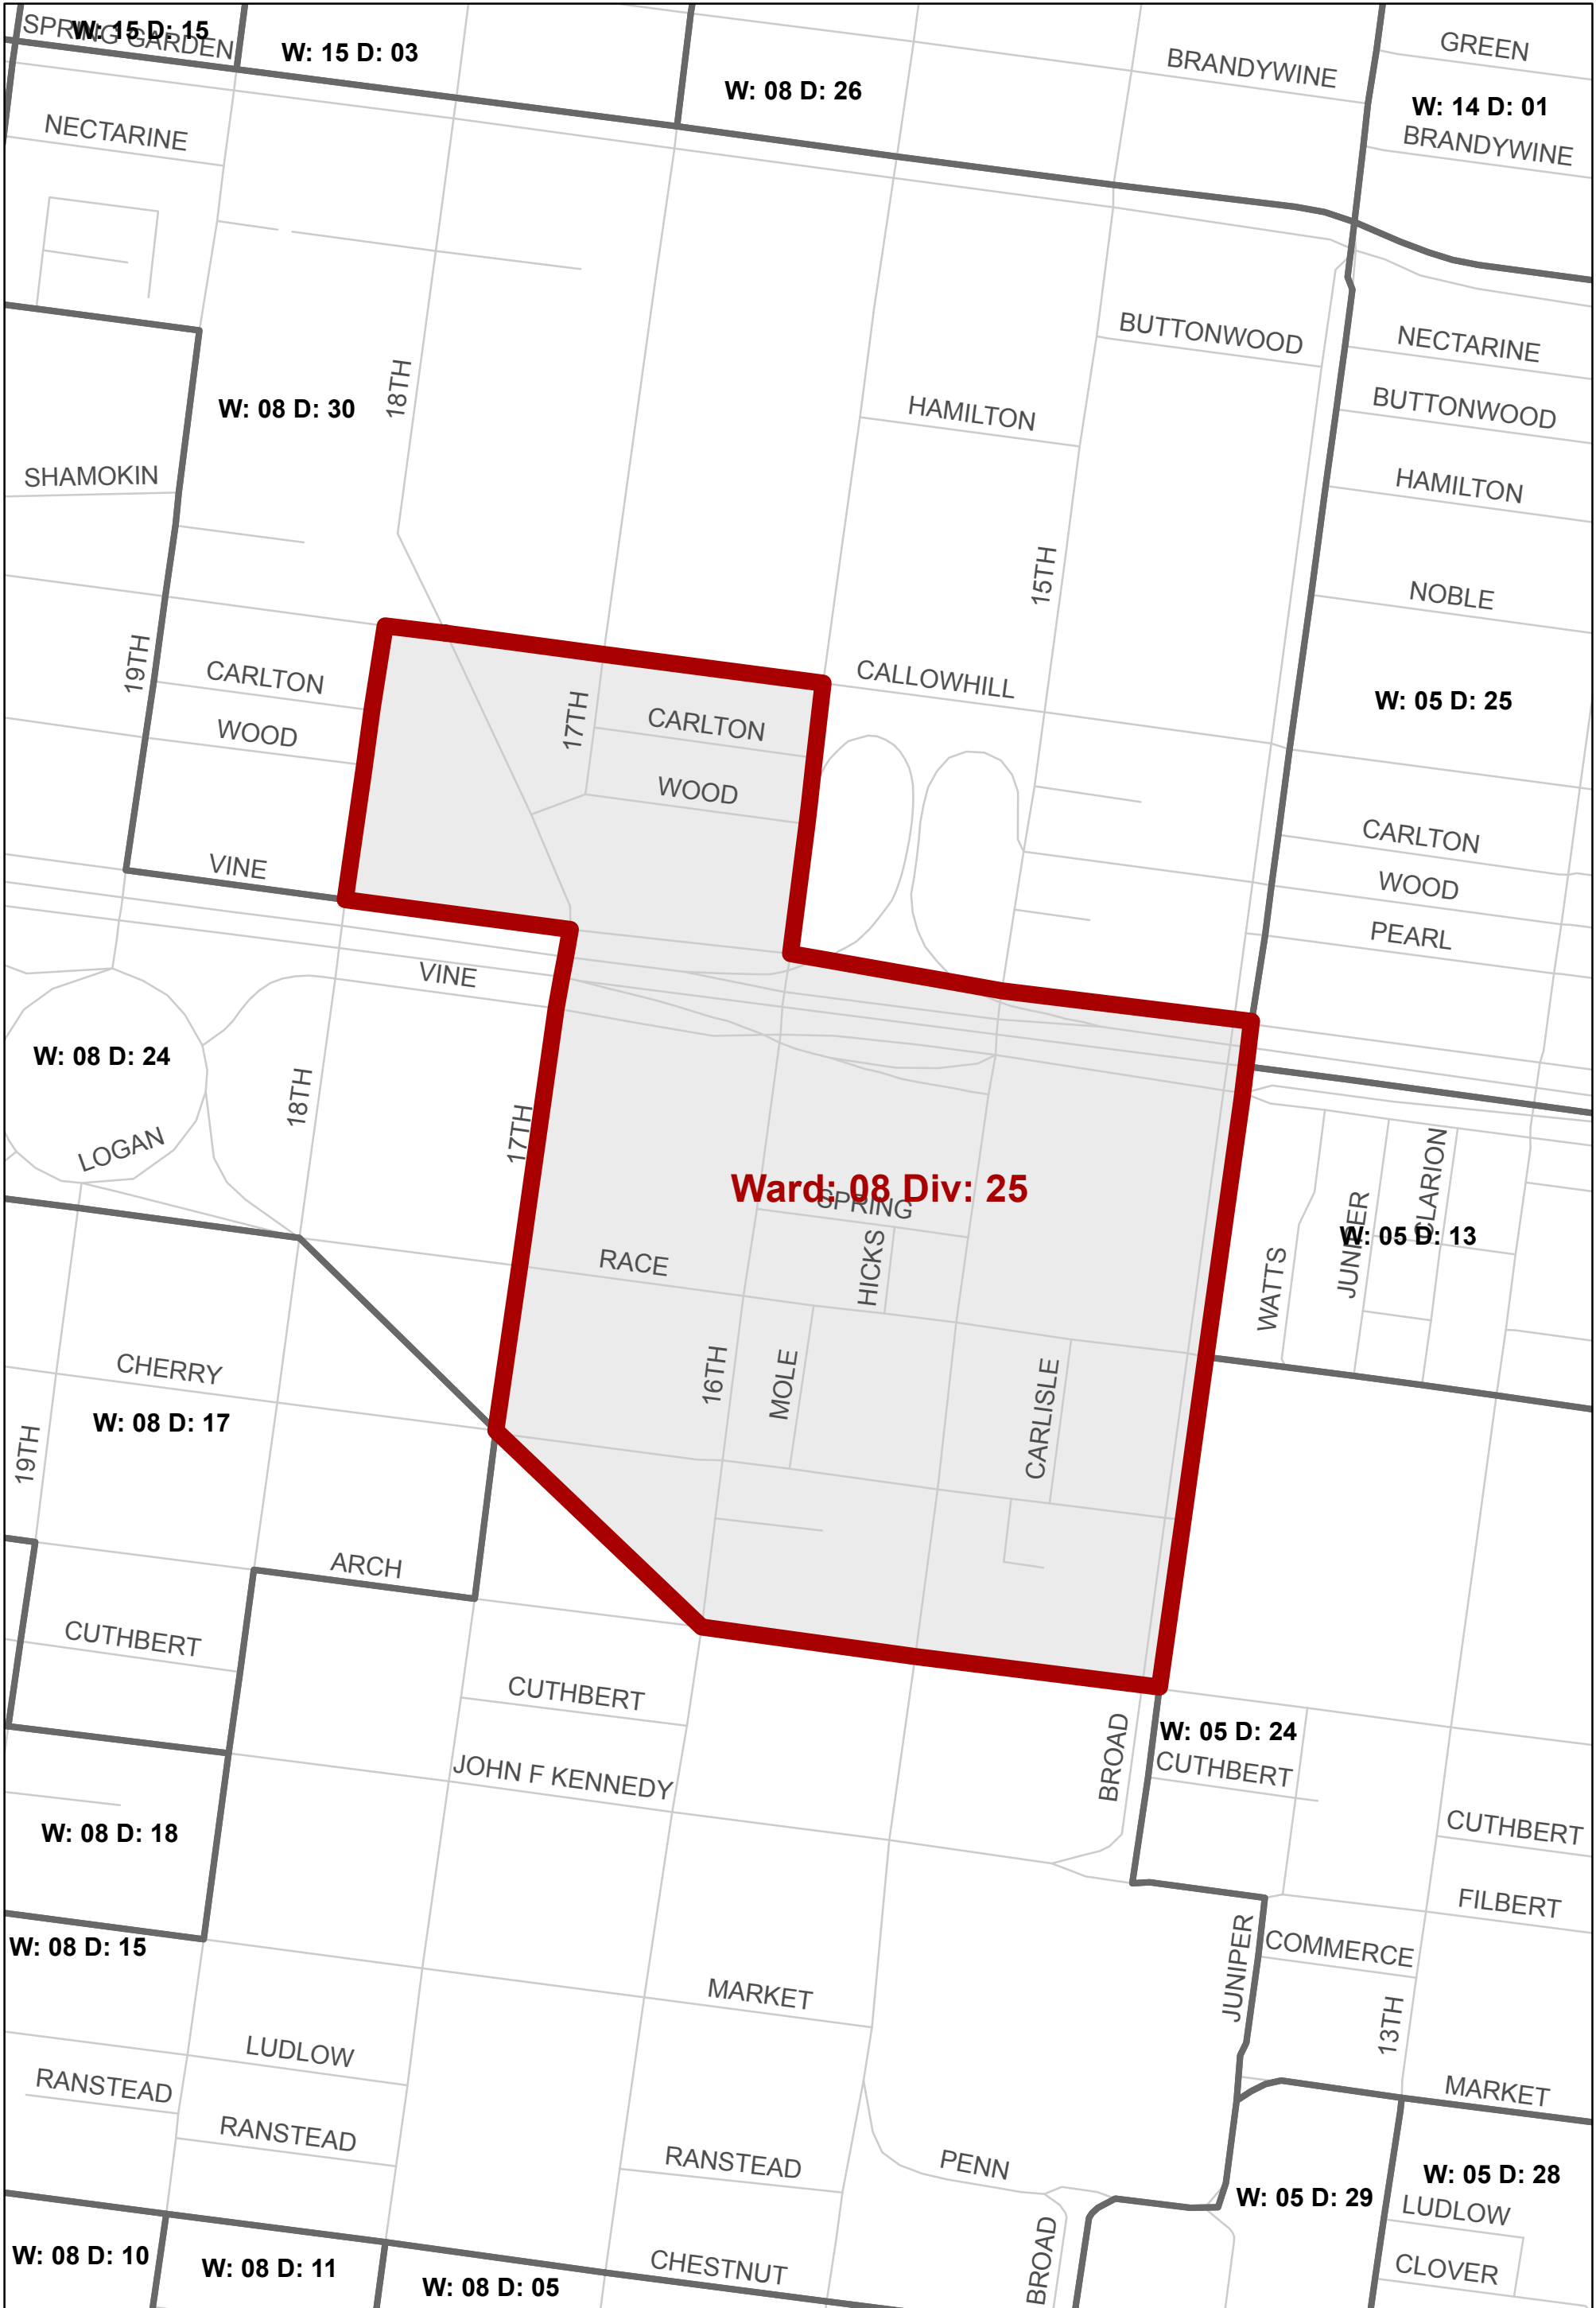 SPRING GARDEN
W: 15 D: 15
W: 15 D: 03
W: 08 D: 26
BRANDYWINE
GREEN
W: 14 D: 01
BRANDYWINE
NECTARINE
BUTTONWOOD
NECTARINE
W: 08 D: 30
18TH
HAMILTON
BUTTONWOOD
SHAMOKIN
HAMILTON
15TH
NOBLE
19TH
CARLTON
WOOD
17TH
CARLTON
WOOD
CALLOWHILL
W: 05 D: 25
CARLTON
WOOD
PEARL
VINE
VINE
W: 08 D: 24
LOGAN
18TH
17TH
Ward: 08 Div: 25
SPRING
HICKS
RACE
WATTS
JUNIPER
CLARION
W: 05 D: 13
CHERRY
W: 08 D: 17
19TH
16TH
MOLE
CARLISLE
ARCH
CUTHBERT
CUTHBERT
JOHN F KENNEDY
BROAD
W: 05 D: 24
CUTHBERT
W: 08 D: 18
CUTHBERT
FILBERT
W: 08 D: 15
JUNIPER
COMMERCE
MARKET
13TH
LUDLOW
RANSTEAD
RANSTEAD
MARKET
RANSTEAD
PENN
W: 05 D: 29
W: 05 D: 28
LUDLOW
CLOVER
W: 08 D: 10
W: 08 D: 11
W: 08 D: 05
CHESTNUT
BROAD